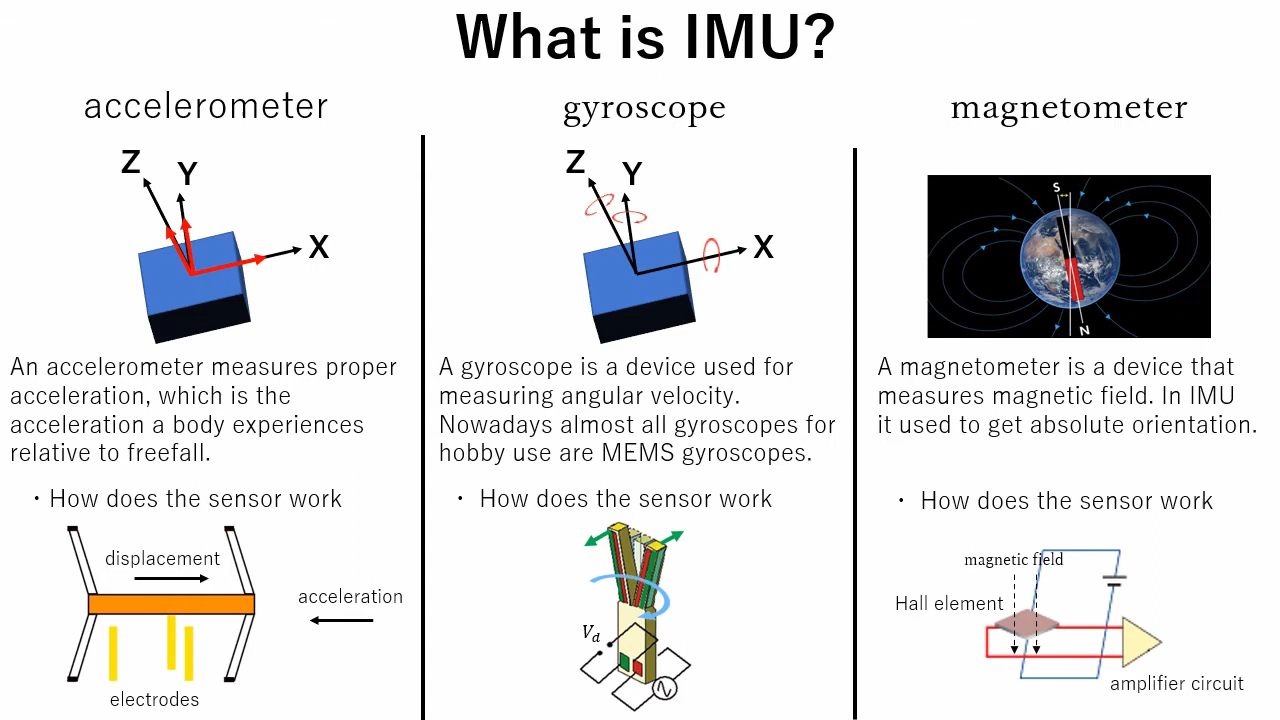 What is IMU?
accelerometer
Z
Y
X
An accelerometer measures proper
acceleration, which is the
acceleration a body experiences
relative to freefall.
・How does the sensor work
displacement
acceleration
electrodes
gyroscope
Z
Y
X
A gyroscope is a device used for
measuring angular velocity.
Nowadays almost all gyroscopes for
hobby use are MEMS gyroscopes.
・ How does the sensor work
Vd
magnetometer
S
N
A magnetometer is a device that
measures magnetic field. In IMU
it used to get absolute orientation.
・ How does the sensor work
magnetic field
Hall element
amplifier circuit